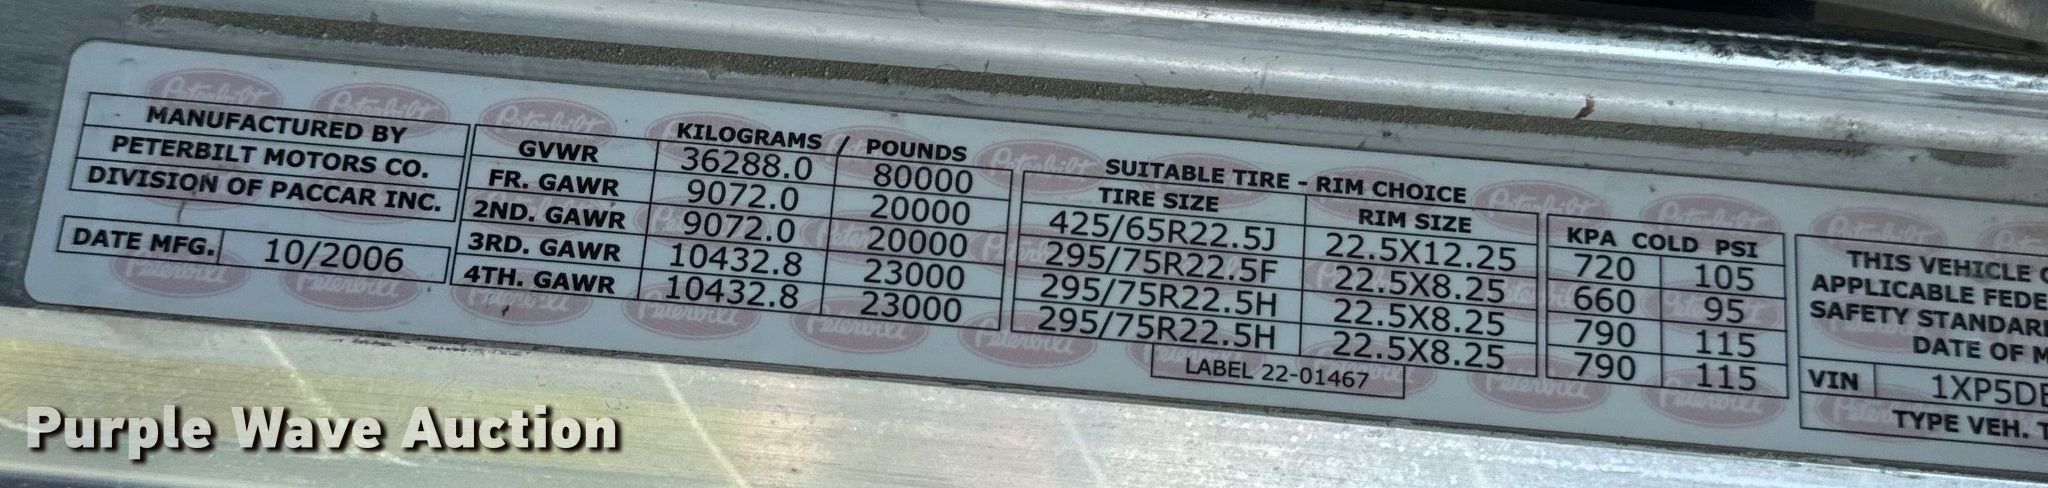 MANUFACTURED BY
PETERBILT MOTORS CO.
DIVISION OF PACCAR INC.
DATE MFG. 10/2006
KILOGRAMS / POUNDS
GVWR 36288.0 80000
FR. GAWR 9072.0 20000
2ND. GAWR 9072.0 20000
3RD. GAWR 10432.8 23000
4TH. GAWR 10432.8 23000
SUITABLE TIRE - RIM CHOICE
TIRE SIZE RIM SIZE
425/65R22.5J 22.5X12.25
295/75R22.5F 22.5X8.25
295/75R22.5H 22.5X8.25
295/75R22.5H 22.5X8.25
LABEL 22-01467
KPA COLD PSI
720 105
660 95
790 115
790 115
THIS VEHICLE
APPLICABLE FEDE
SAFETY STANDAR
DATE OF M
VIN 1XP5D
TYPE VEH. T
Purple Wave Auction